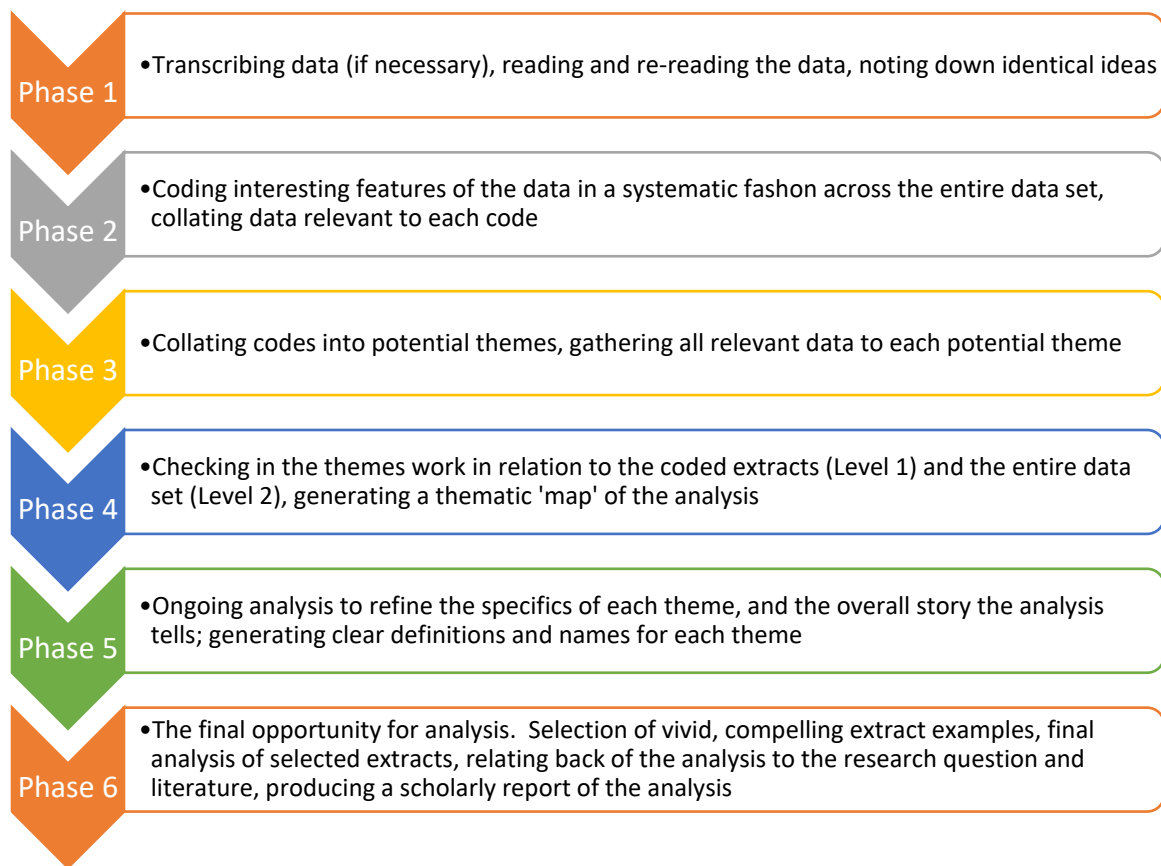 Phase 1
•Transcribing data (if necessary), reading and re-reading the data, noting down identical ideas
Phase 2
•Coding interesting features of the data in a systematic fashon across the entire data set,
collating data relevant to each code
Phase 3
•Collating codes into potential themes, gathering all relevant data to each potential theme
Phase 4
•Checking in the themes work in relation to the coded extracts (Level 1) and the entire data
set (Level 2), generating a thematic 'map' of the analysis
Phase 5
•Ongoing analysis to refine the specifics of each theme, and the overall story the analysis
tells; generating clear definitions and names for each theme
Phase 6
•The final opportunity for analysis.  Selection of vivid, compelling extract examples, final
analysis of selected extracts, relating back of the analysis to the research question and
literature, producing a scholarly report of the analysis